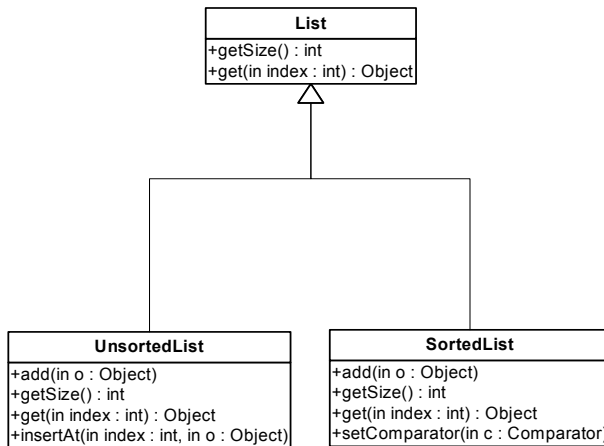 List
+getSize() : int
+get(in index : int) : Object
UnsortedList
+add(in o : Object)
+getSize() : int
+get(in index : int) : Object
+insertAt(in index : int, in o : Object)
SortedList
+add(in o : Object)
+getSize() : int
+get(in index : int) : Object
+setComparator(in c : Comparator)